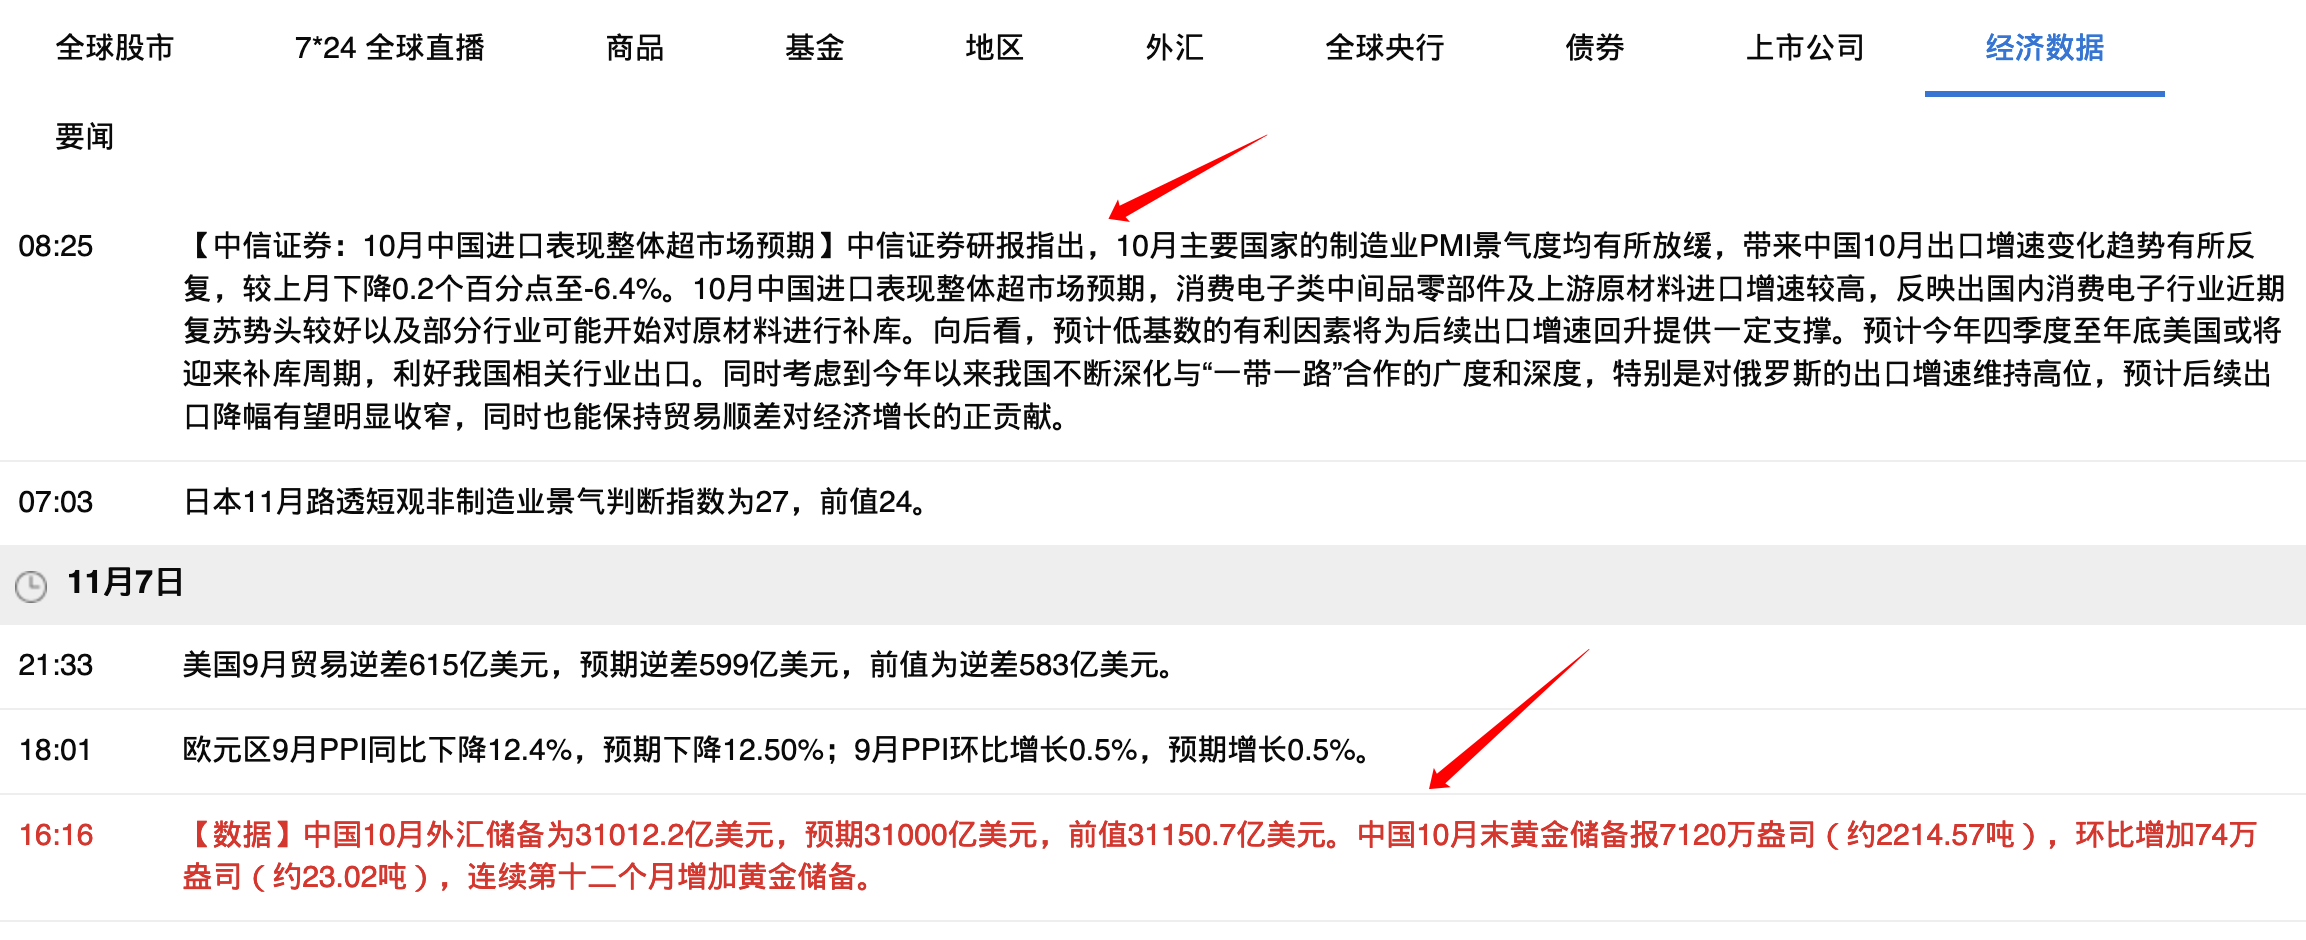 全球股市 7*24 全球直播 商品 基金 地区 外汇 全球央行 债券 上市公司 经济数据
要闻
08:25 【中信证券：10月中国进口表现整体超市场预期】中信证券研报指出，10月主要国家的制造业PMI景气度均有所放缓，带来中国10月出口增速变化趋势有所反
复，较上月下降0.2个百分点至-6.4%。10月中国进口表现整体超市场预期，消费电子类中间品零部件及上游原材料进口增速较高，反映出国内消费电子行业近期
复苏势头较好以及部分行业可能开始对原材料进行补库。向后看，预计低基数的有利因素将为后续出口增速回升提供一定支撑。预计今年四季度至年底美国或将
迎来补库周期，利好我国相关行业出口。同时考虑到今年以来我国不断深化与“一带一路”合作的广度和深度，特别是对俄罗斯的出口增速维持高位，预计后续出
口降幅有望明显收窄，同时也能保持贸易顺差对经济增长的正贡献。
07:03 日本11月路透短观非制造业景气判断指数为27，前值24。
11月7日
21:33 美国9月贸易逆差615亿美元，预期逆差599亿美元，前值为逆差583亿美元。
18:01 欧元区9月PPI同比下降12.4%，预期下降12.50%；9月PPI环比增长0.5%，预期增长0.5%。
16:16 【数据】中国10月外汇储备为31012.2亿美元，预期31000亿美元，前值31150.7亿美元。中国10月末黄金储备报7120万盎司（约2214.57吨），环比增加74万
盎司（约23.02吨），连续第十二个月增加黄金储备。